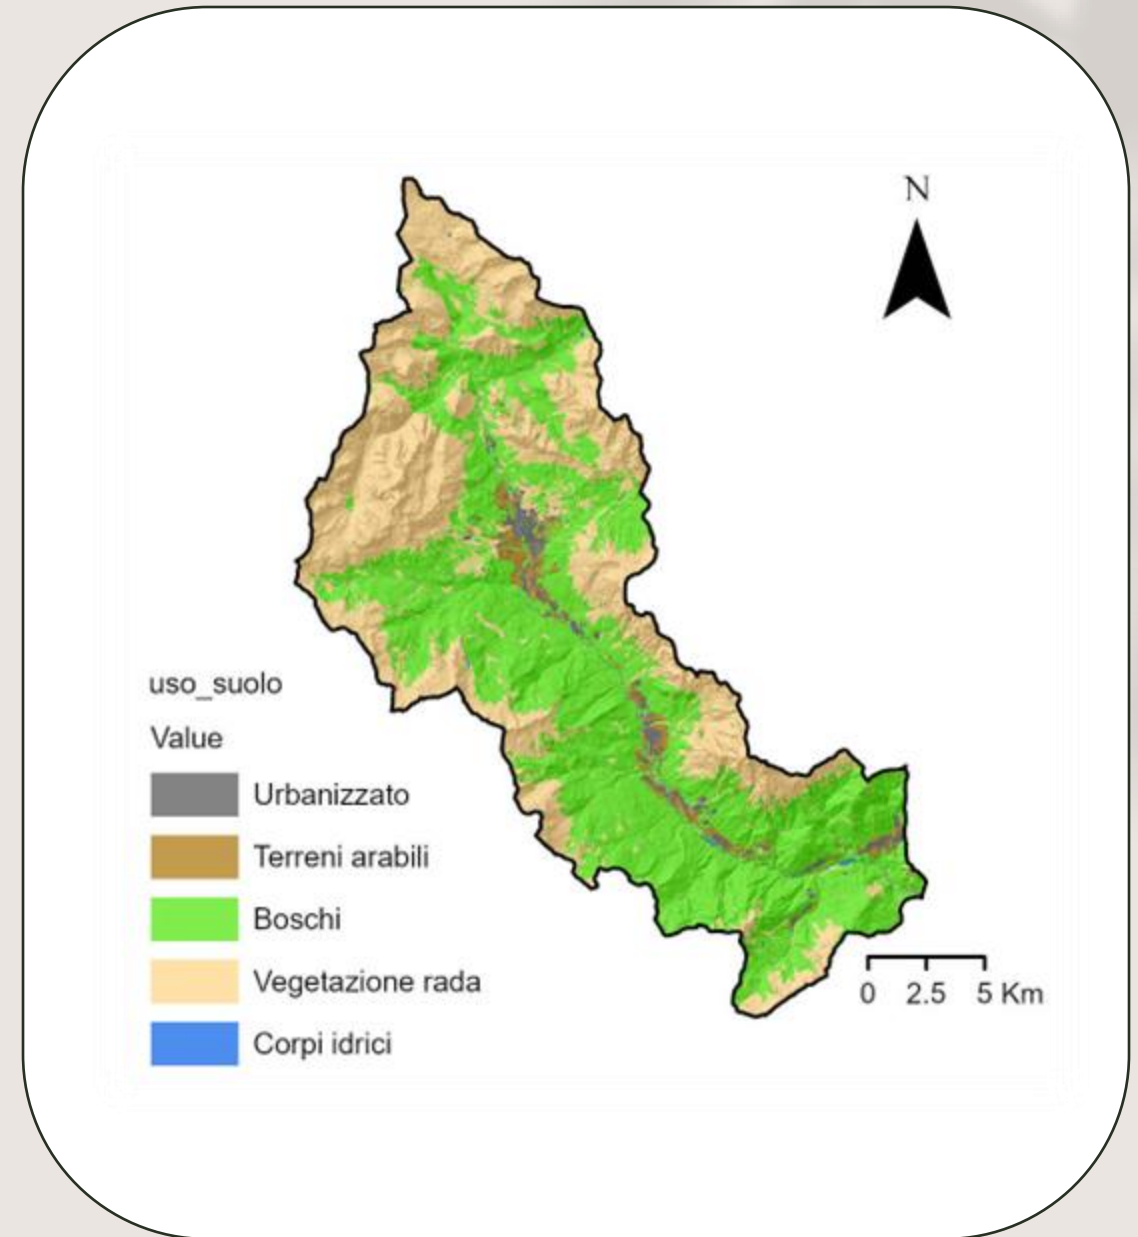 N
uso_suolo
Value
Urbanizzato
Terreni arabili
Boschi
Vegetazione rada
Corpi idrici
0 2.5 5 Km